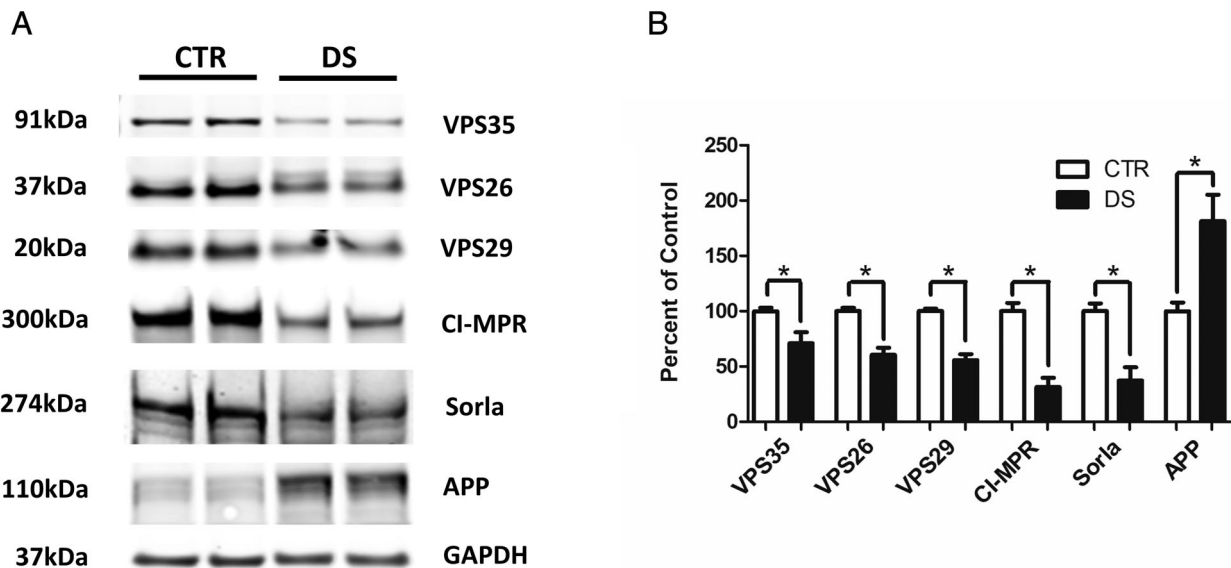 A
CTR DS
91kDa VPS35
37kDa VPS26
20kDa VPS29
300kDa CI-MPR
274kDa Sorla
110kDa APP
37kDa GAPDH
B
Percent of Control
250
200
150
100
50
0
CTR
DS
*
*
*
*
*
*
VPS35
VPS26
VPS29
CI-MPR
Sorla
APP